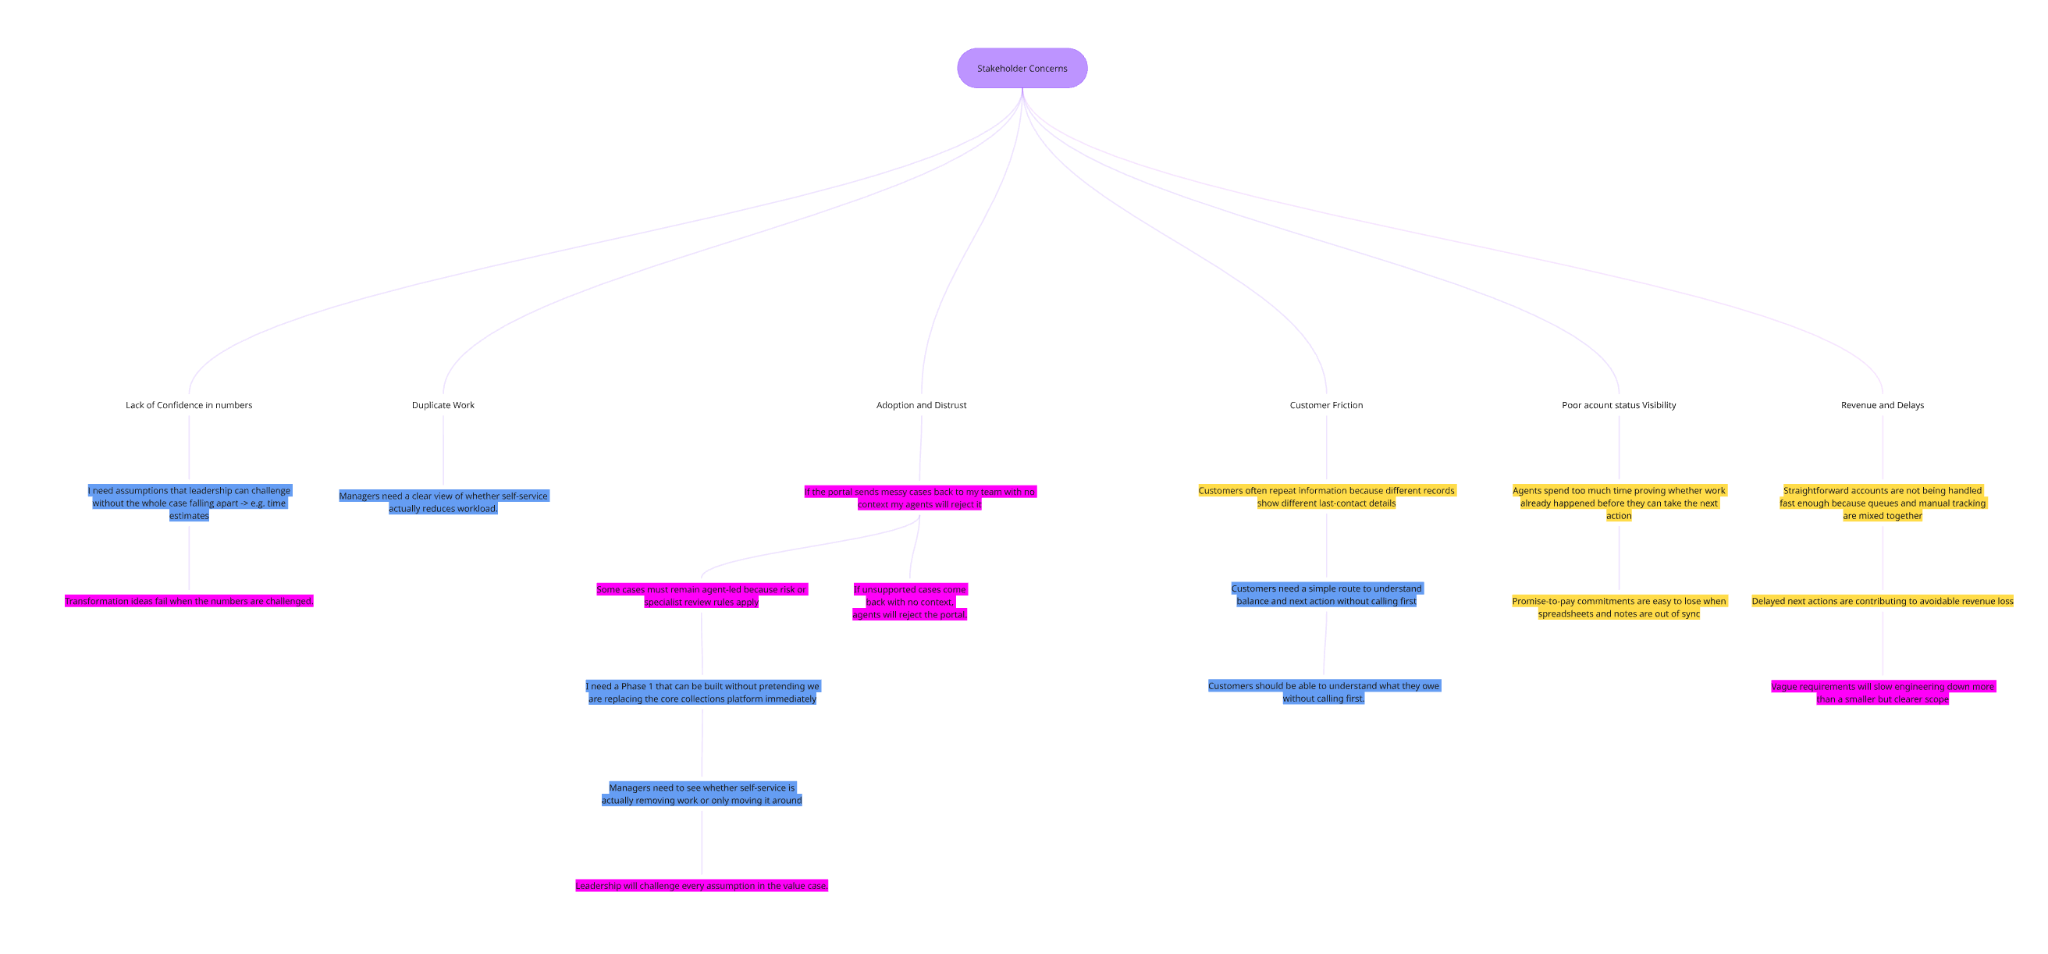 Stakeholder Concerns
Lack of Confidence in numbers
Duplicate Work
Adoption and Distrust
Customer Friction
Poor acount status Visibility
Revenue and Delays
I need assumptions that leadership can challenge
without the whole case falling apart -> e.g. time
estimates
Transformation ideas fail when the numbers are challenged.
Managers need a clear view of whether self-service
actually reduces workload.
If the portal sends messy cases back to my team with no
context my agents will reject it
Some cases must remain agent-led because risk or
specialist review rules apply
I need a Phase 1 that can be built without pretending we
are replacing the core collections platform immediately
Managers need to see whether self-service is
actually removing work or only moving it around
Leadership will challenge every assumption in the value case.
If unsupported cases come
back with no context,
agents will reject the portal.
Customers often repeat information because different records
show different last-contact details
Customers need a simple route to understand
balance and next action without calling first
Customers should be able to understand what they owe
without calling first.
Agents spend too much time proving whether work
already happened before they can take the next
action
Promise-to-pay commitments are easy to lose when
spreadsheets and notes are out of sync
Straightforward accounts are not being handled
fast enough because queues and manual tracking
are mixed together
Delayed next actions are contributing to avoidable revenue loss
Vague requirements will slow engineering down more
than a smaller but clearer scope